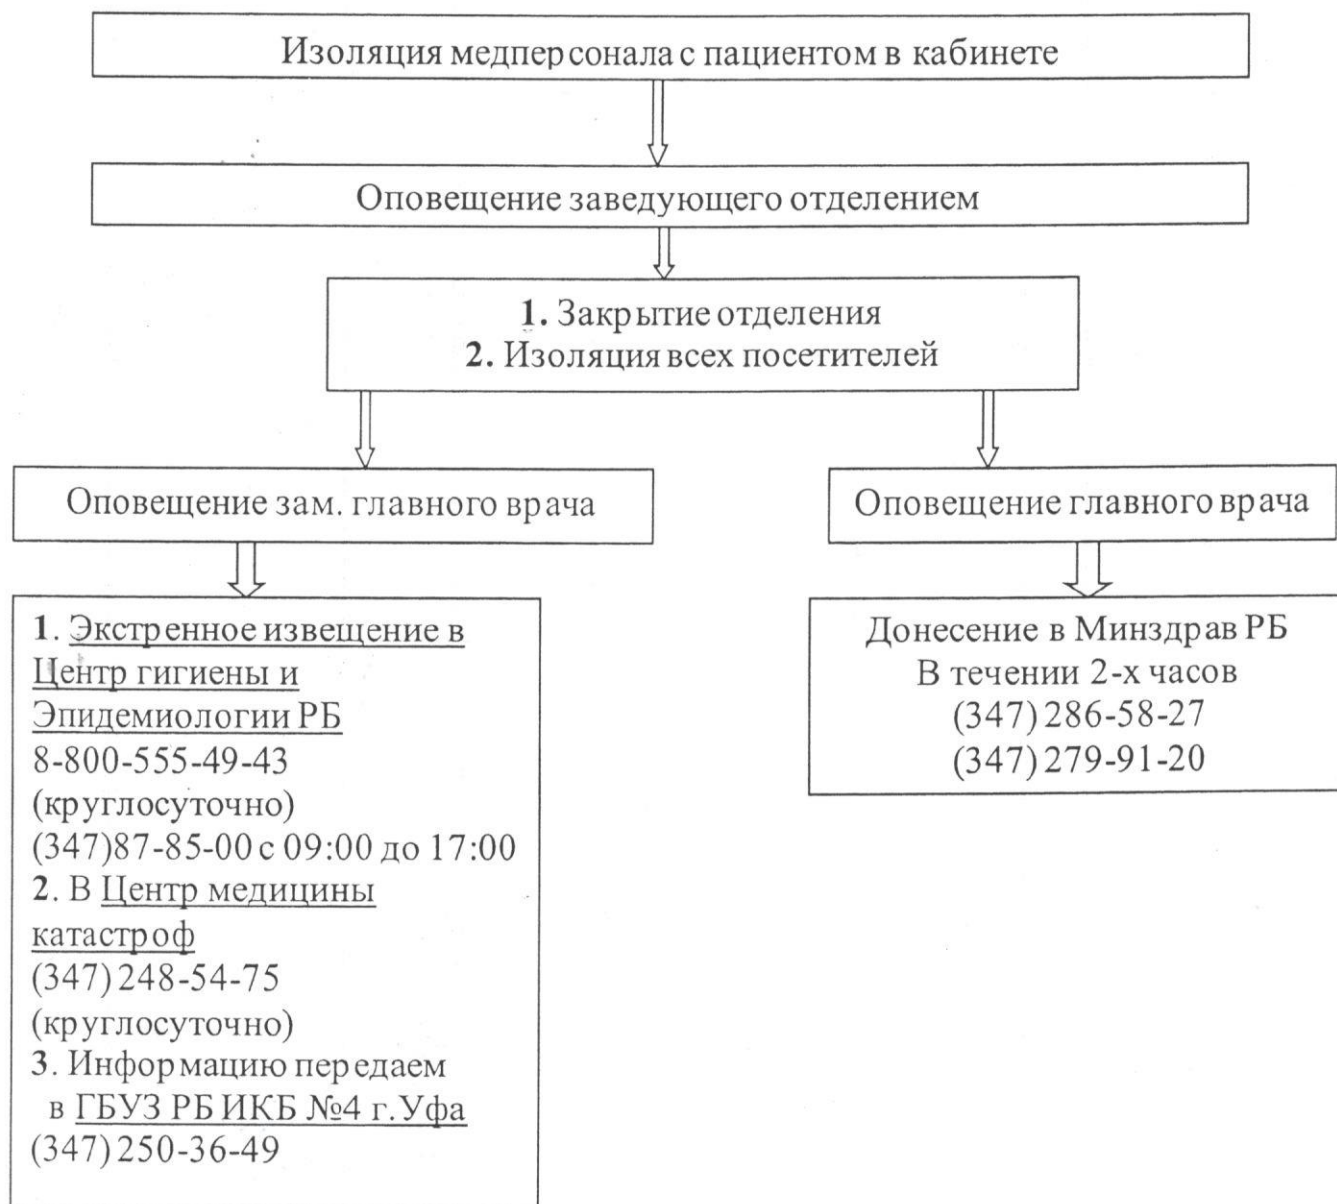 Изоляция медперсонала с пациентом в кабинете
Оповещение заведующего отделением
1. Закрытие отделения
2. Изоляция всех посетителей
Оповещение зам. главного врача
Оповещение главного врача
1. Экстренное извещение в
Центр гигиены и
Эпидемиологии РБ
8-800-555-49-43
(круглосуточно)
(347)87-85-00 с 09:00 до 17:00
2. В Центр медицины
катастроф
(347) 248-54-75
(круглосуточно)
3. Информацию передаем
в ГБУЗ РБ ИКБ №4 г.Уфа
(347) 250-36-49
Донесение в Минздрав РБ
В течении 2-х часов
(347) 286-58-27
(347) 279-91-20